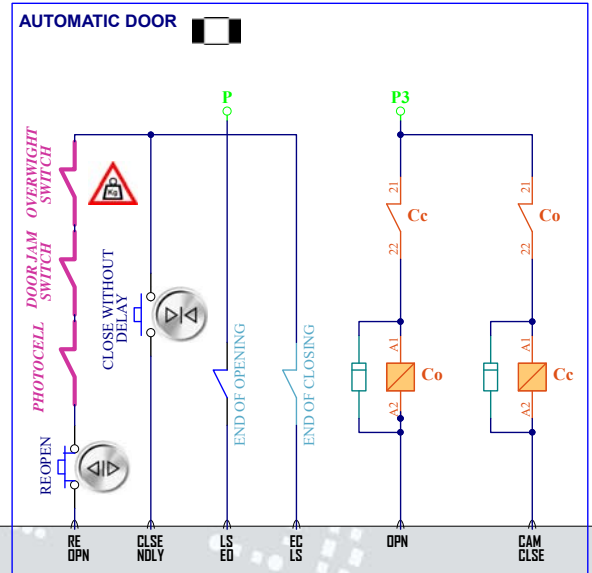 AUTOMATIC DOOR
P
P3
OVERWIGHT
SWITCH
Kg
DOOR JAM
SWITCH
PHOTOCELL
REOPEN
CLOSE WITHOUT
DELAY
END OF OPENING
END OF CLOSING
21
Cc
22
21
Co
22
A1
Co
A2
A1
Cc
A2
RE
OPN
CLSE
NDLY
LS
EO
EC
LS
OPN
CAM
CLSE